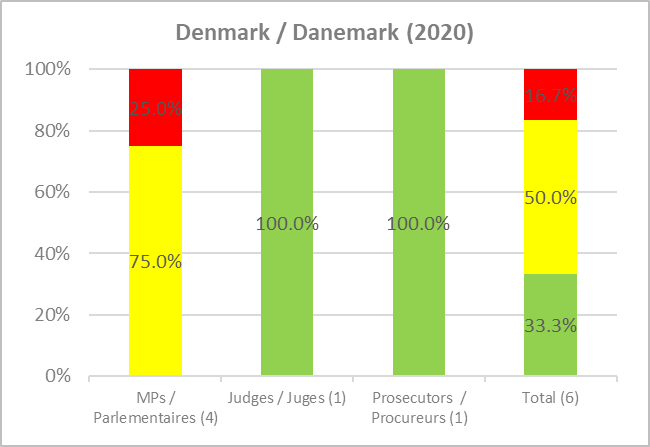 Denmark / Danemark (2020)
100%
80%
60%
40%
20%
0%
25.0%
75.0%
100.0%
100.0%
16.7%
50.0%
33.3%
MPs /
Parlementaires (4)
Judges / Juges (1)
Prosecutors /
Procureurs (1)
Total (6)